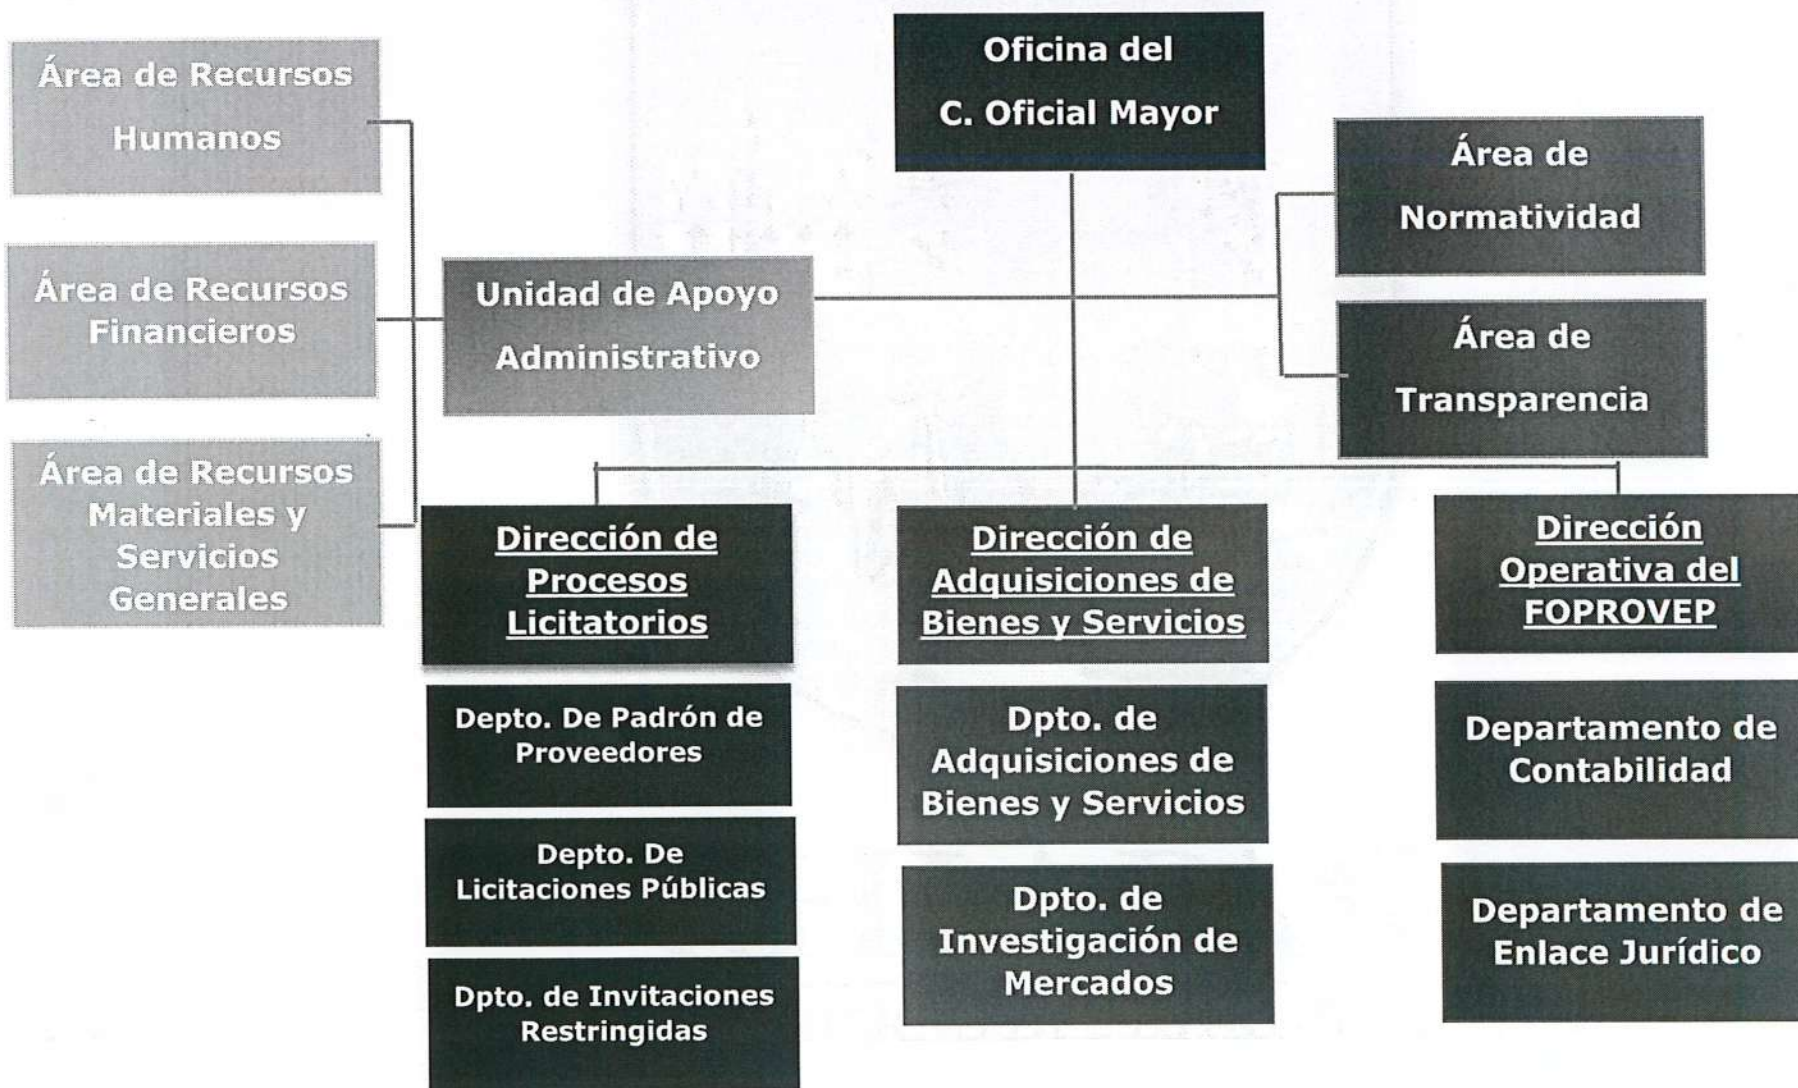 Oficina del
C. Oficial Mayor
Área de Recursos
Humanos
Área de
Normatividad
Área de Recursos
Financieros
Unidad de Apoyo
Administrativo
Área de
Transparencia
Área de Recursos
Materiales y
Servicios
Generales
Dirección de
Procesos
Licitatorios
Depto. De Padrón de
Proveedores
Depto. De
Licitaciones Públicas
Dpto. de Invitaciones
Restringidas
Dirección de
Adquisiciones de
Bienes y Servicios
Dpto. de
Adquisiciones de
Bienes y Servicios
Dpto. de
Investigación de
Mercados
Dirección
Operativa del
FOPROVEP
Departamento de
Contabilidad
Departamento de
Enlace Jurídico